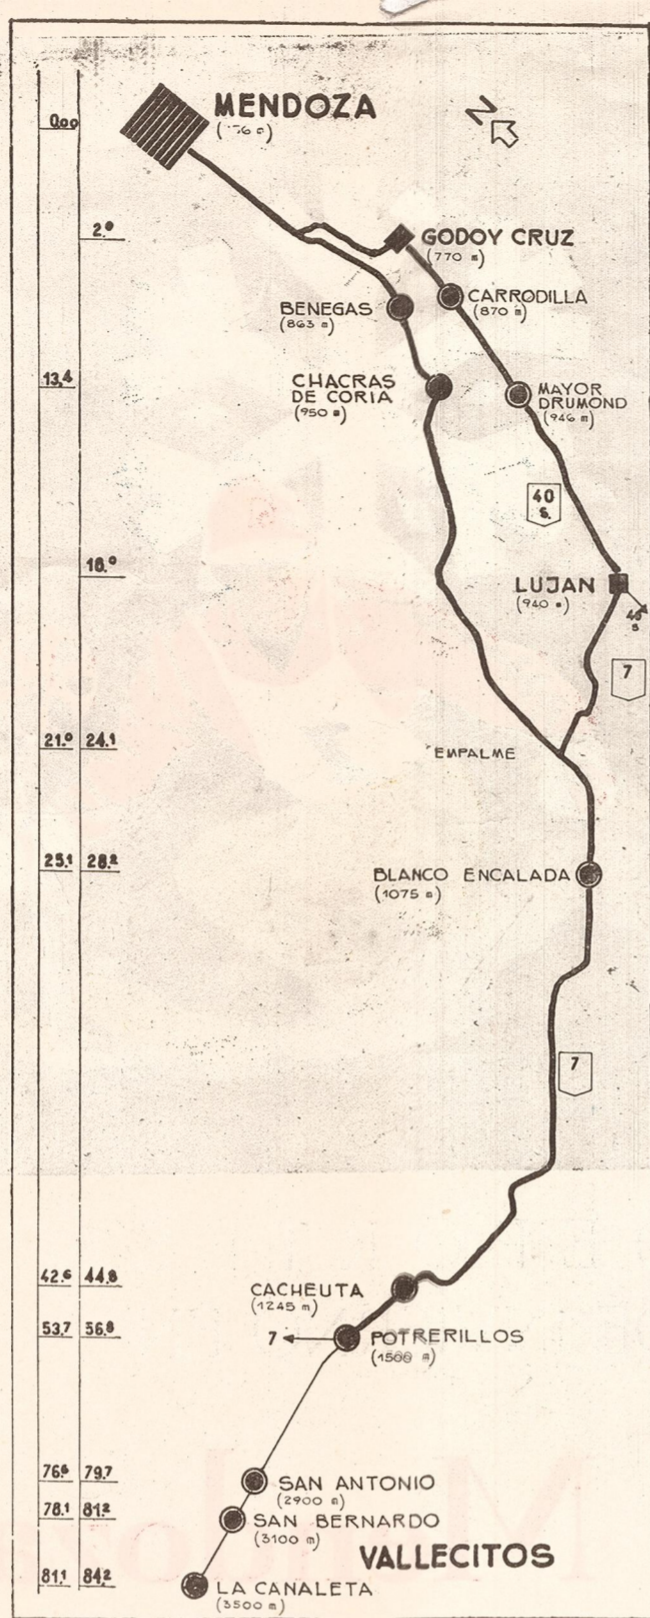 MENDOZA
N
0,00
2.⁰
GODOY CRUZ
(770 m)
BENEGAS
(863 m)
CARRODILLA
(870 m)
13,4
CHACRAS
DE CORIA
(950 m)
MAYOR
DRUMOND
(946 m)
40
S.
18.⁰
LUJAN
(940 m)
40
S
7
21.⁰ 24.1
EMPALME
25.1 28.2
BLANCO ENCALADA
(1075 m)
7
42.6 44.8
CACHEUTA
(1245 m)
53.7 56.8
7
POTRERILLOS
76.6 79.7
SAN ANTONIO
(2900 m)
78.1 81.2
SAN BERNARDO
(3100 m)
VALLECITOS
81.1 84.2
LA CANALETA
(3500 m)